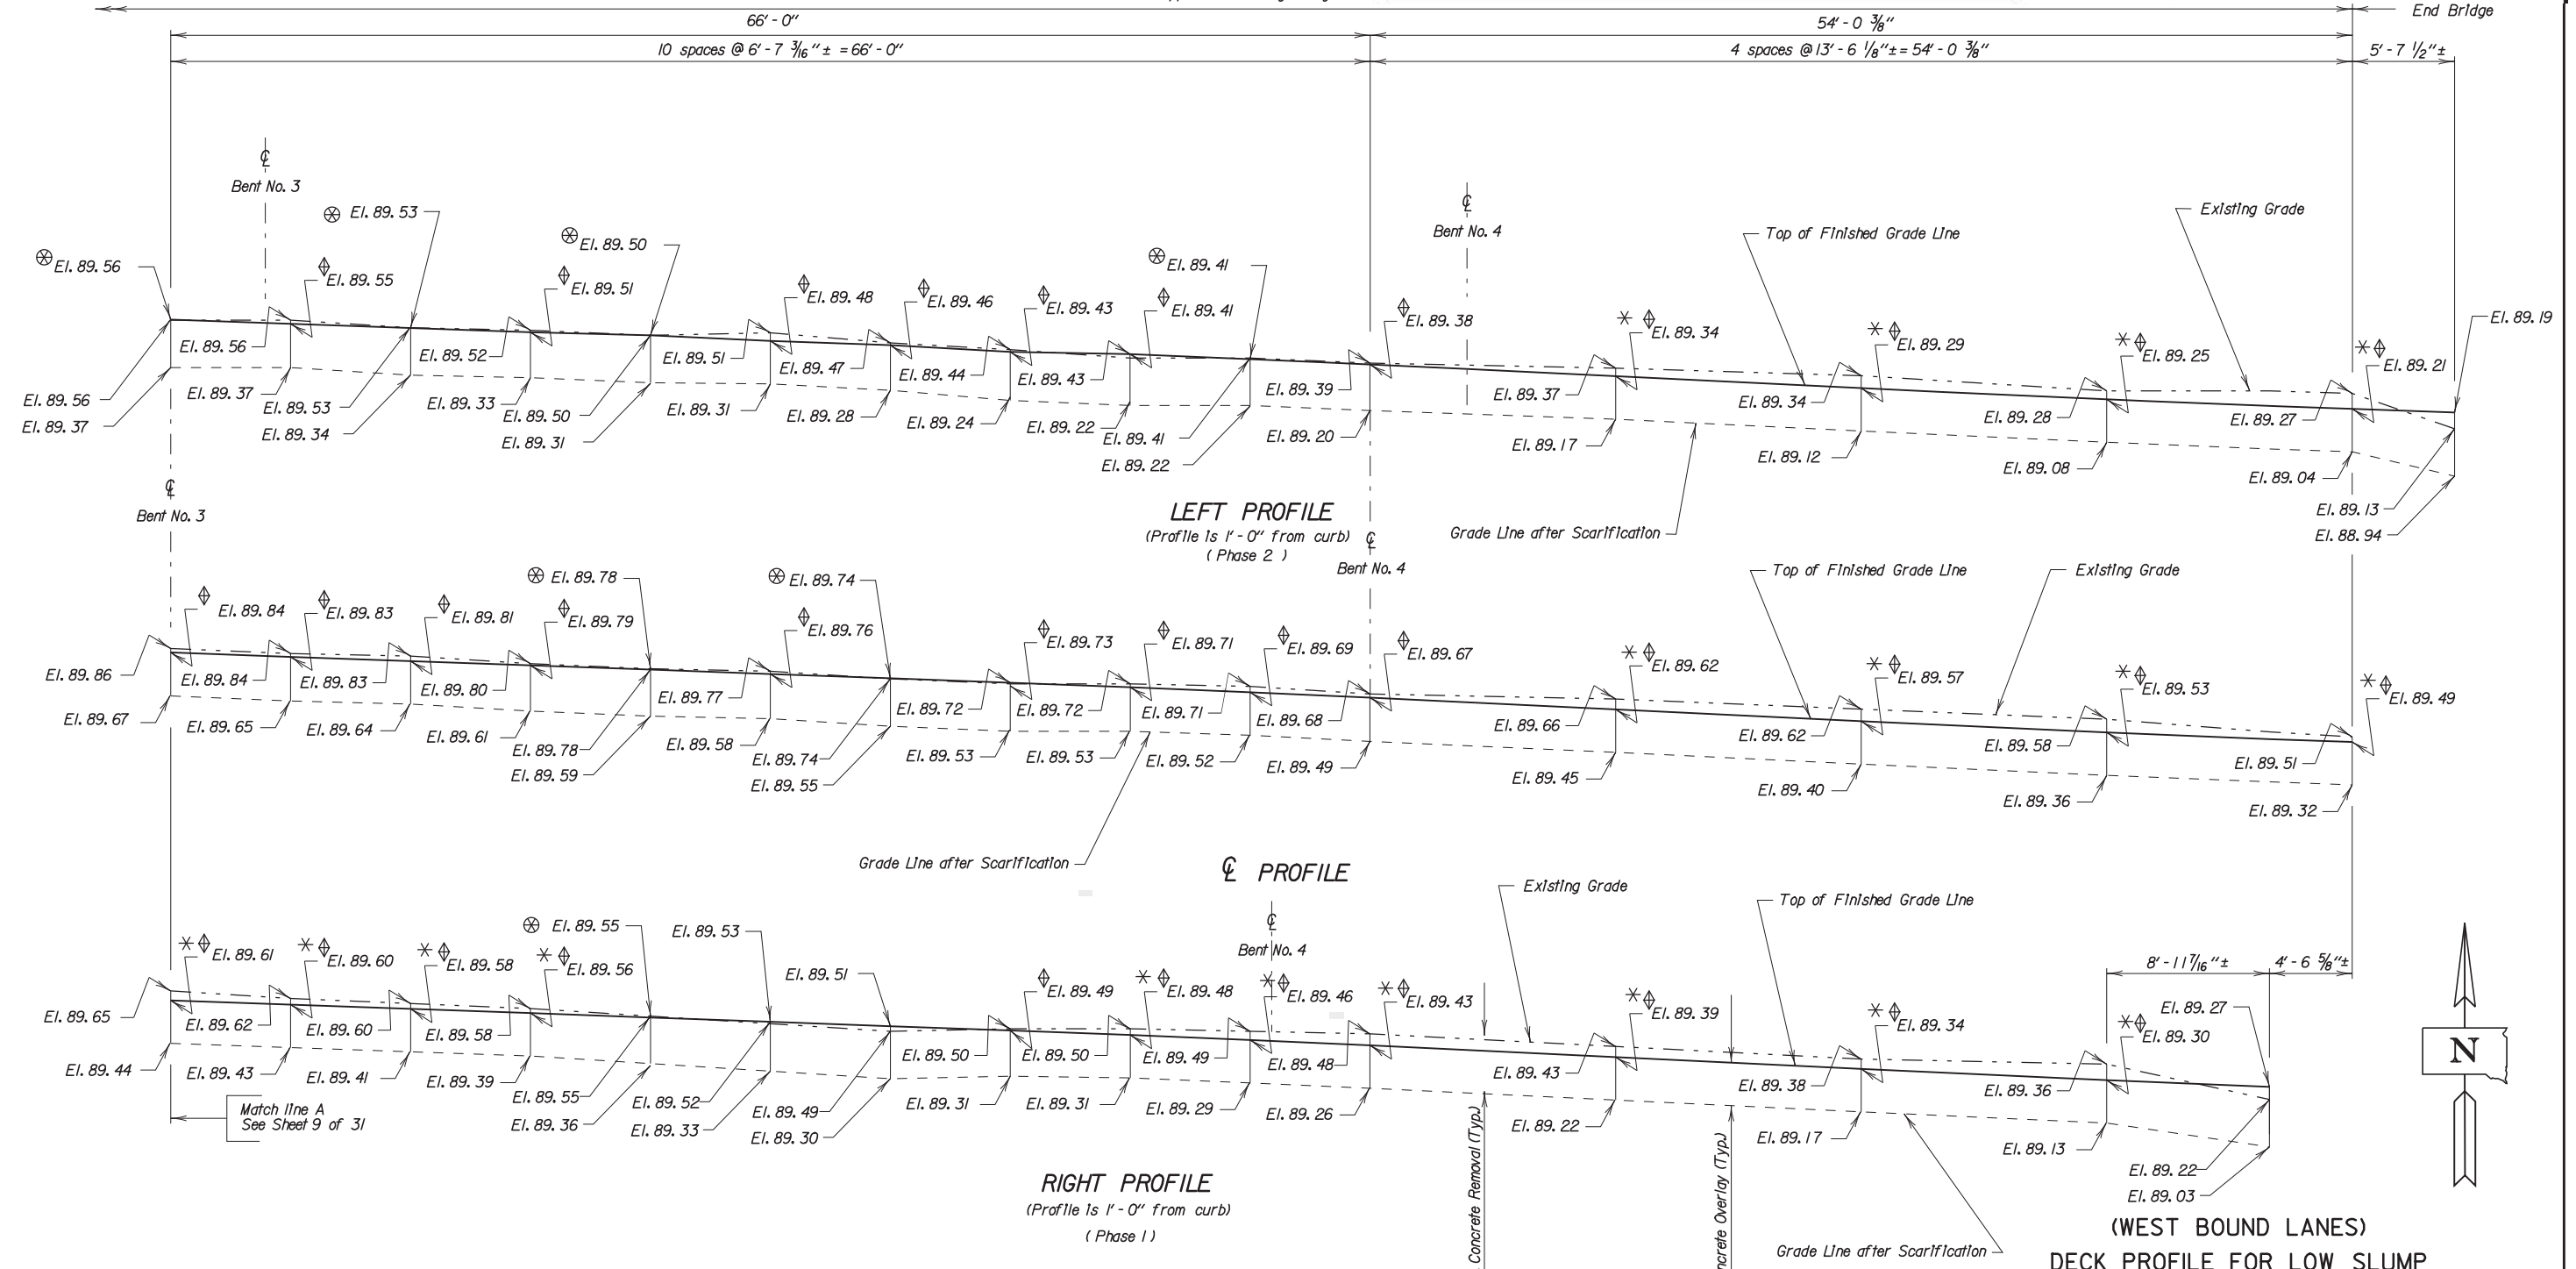 End Bridge
66'-0"
54'-0 3/8"
10 spaces @ 6'-7 3/16"± = 66'-0"
4 spaces @ 13'-6 1/8"± = 54'-0 3/8"
5'-7 1/2"±
℄
Bent No. 3
℄
Bent No. 4
El. 89.56
El. 89.53
El. 89.50
El. 89.41
El. 89.55
El. 89.51
El. 89.48
El. 89.46
El. 89.43
El. 89.41
El. 89.38
* El. 89.34
* El. 89.29
* El. 89.25
* El. 89.21
El. 89.19
Top of Finished Grade Line
Existing Grade
El. 89.56
El. 89.56
El. 89.53
El. 89.52
El. 89.50
El. 89.51
El. 89.47
El. 89.44
El. 89.43
El. 89.41
El. 89.39
El. 89.37
El. 89.34
El. 89.28
El. 89.27
El. 89.13
El. 89.37
El. 89.37
El. 89.34
El. 89.33
El. 89.31
El. 89.31
El. 89.28
El. 89.24
El. 89.22
El. 89.22
El. 89.20
El. 89.17
El. 89.12
El. 89.08
El. 89.04
El. 88.94
LEFT PROFILE
(Profile is 1'-0" from curb)
( Phase 2 )
Grade Line after Scarification
℄
Bent No. 3
℄
Bent No. 4
El. 89.84
El. 89.83
El. 89.81
El. 89.79
El. 89.78
El. 89.76
El. 89.74
El. 89.73
El. 89.71
El. 89.69
El. 89.67
* El. 89.62
* El. 89.57
* El. 89.53
* El. 89.49
Top of Finished Grade Line
Existing Grade
El. 89.86
El. 89.84
El. 89.83
El. 89.80
El. 89.78
El. 89.77
El. 89.74
El. 89.72
El. 89.72
El. 89.71
El. 89.68
El. 89.66
El. 89.62
El. 89.58
El. 89.51
El. 89.67
El. 89.65
El. 89.64
El. 89.61
El. 89.59
El. 89.58
El. 89.55
El. 89.53
El. 89.53
El. 89.52
El. 89.49
El. 89.45
El. 89.40
El. 89.36
El. 89.32
Grade Line after Scarification
℄ PROFILE
℄
Bent No. 4
Existing Grade
Top of Finished Grade Line
8'-11 7/16"±
4'-6 5/8"±
* El. 89.61
* El. 89.60
* El. 89.58
* El. 89.56
El. 89.55
El. 89.53
El. 89.51
El. 89.49
* El. 89.48
* El. 89.46
* El. 89.43
* El. 89.39
* El. 89.34
* El. 89.30
El. 89.27
El. 89.65
El. 89.62
El. 89.60
El. 89.58
El. 89.55
El. 89.52
El. 89.49
El. 89.50
El. 89.50
El. 89.49
El. 89.48
El. 89.43
El. 89.38
El. 89.36
El. 89.22
El. 89.44
El. 89.43
El. 89.41
El. 89.39
El. 89.36
El. 89.33
El. 89.30
El. 89.31
El. 89.31
El. 89.29
El. 89.26
El. 89.22
El. 89.17
El. 89.13
El. 89.03
Match line A
See Sheet 9 of 31
Concrete Removal (Typ.)
Overlay (Typ.)
Grade Line after Scarification
RIGHT PROFILE
(Profile is 1'-0" from curb)
( Phase 1 )
N
(WEST BOUND LANES)
DECK PROFILE FOR LOW SLUMP